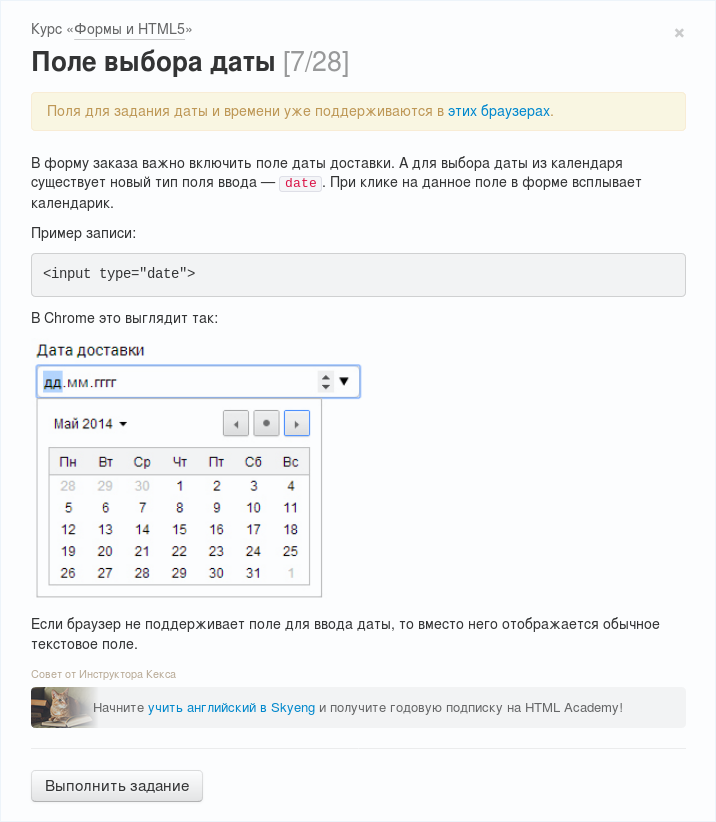 Курс «Формы и HTML5»
×
Поле выбора даты [7/28]
Поля для задания даты и времени уже поддерживаются в этих браузерах.
В форму заказа важно включить поле даты доставки. А для выбора даты из календаря
существует новый тип поля ввода — date. При клике на данное поле в форме всплывает
календарик.
Пример записи:
<input type="date">
В Chrome это выглядит так:
Дата доставки
дд.мм.гггг
Май 2014
Пн Вт Ср Чт Пт Сб Вс
28 29 30 1 2 3 4
5 6 7 8 9 10 11
12 13 14 15 16 17 18
19 20 21 22 23 24 25
26 27 28 29 30 31 1
Если браузер не поддерживает поле для ввода даты, то вместо него отображается обычное
текстовое поле.
Совет от Инструктора Кекса
Начните учить английский в Skyeng и получите годовую подписку на HTML Academy!
Выполнить задание